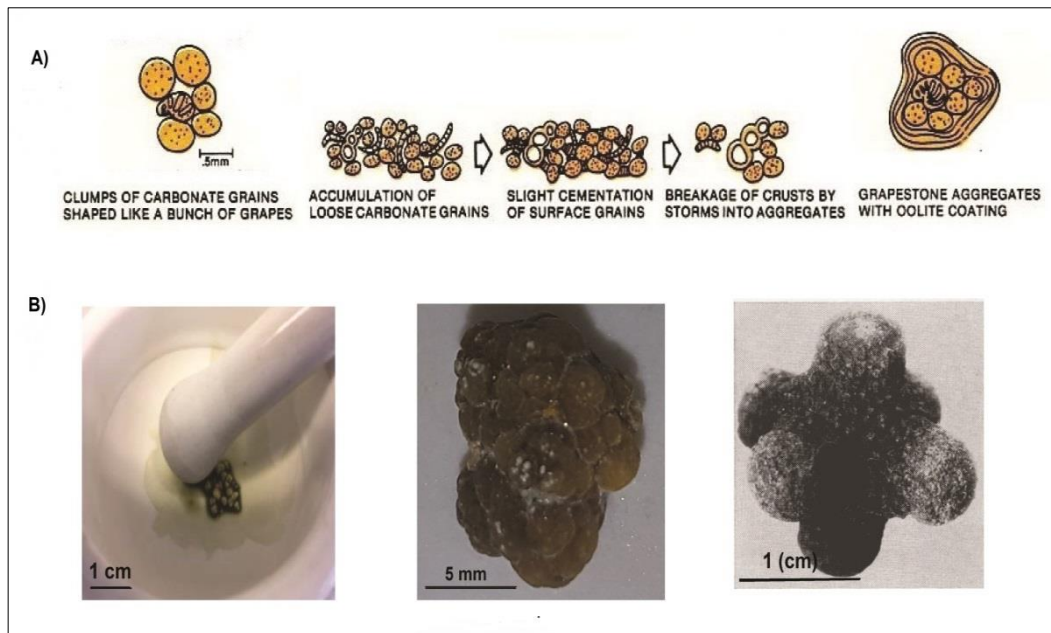 A)
.5mm
CLUMPS OF CARBONATE GRAINS
SHAPED LIKE A BUNCH OF GRAPES
ACCUMULATION OF
LOOSE CARBONATE GRAINS
SLIGHT CEMENTATION
OF SURFACE GRAINS
BREAKAGE OF CRUSTS BY
STORMS INTO AGGREGATES
GRAPESTONE AGGREGATES
WITH OOLITE COATING
B)
1 cm
5 mm
1 (cm)